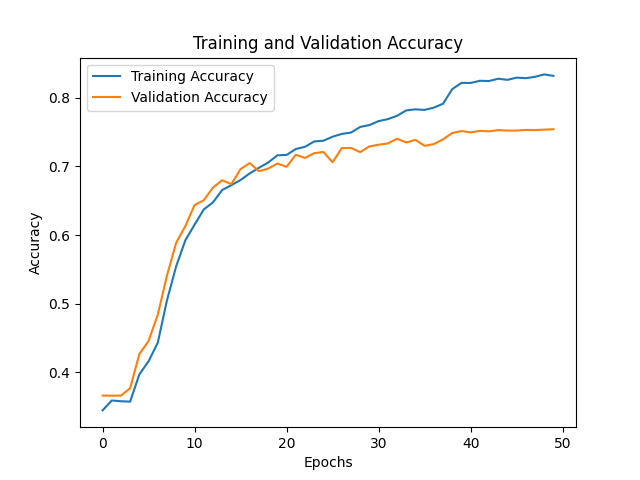 Training and Validation Accuracy
Training Accuracy
Validation Accuracy
Accuracy
0.8
0.7
0.6
0.5
0.4
0 10 20 30 40 50
Epochs